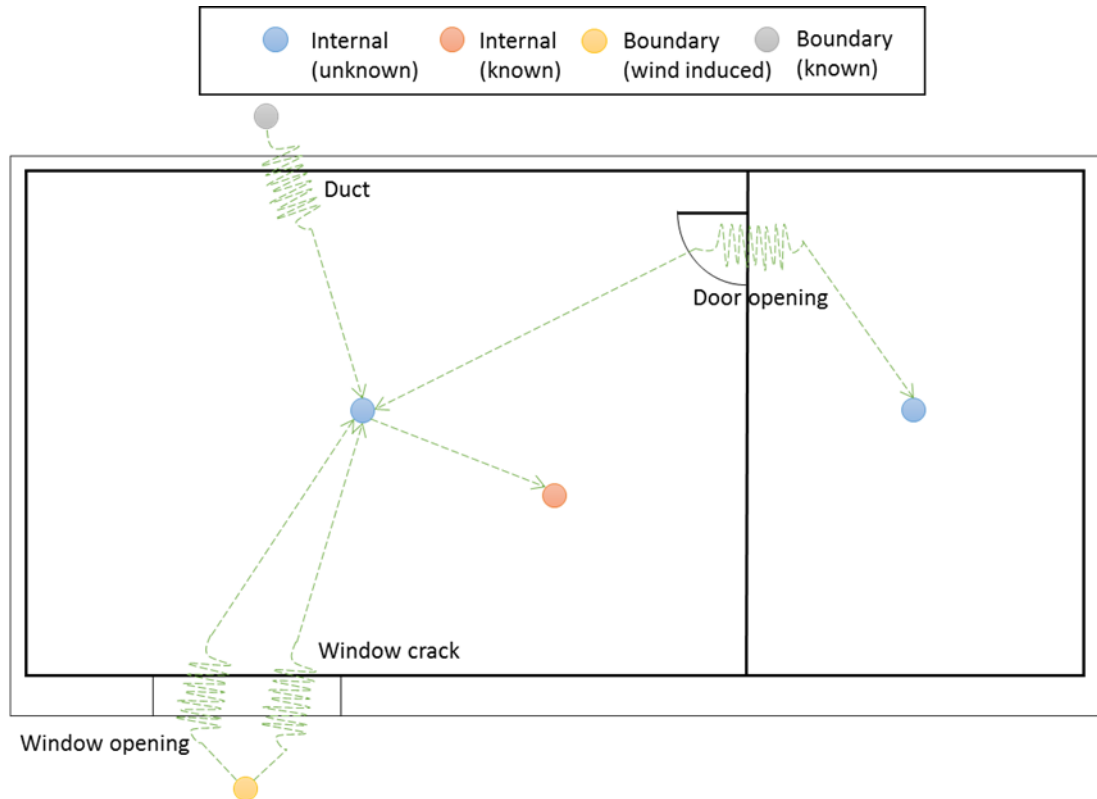 Internal
(unknown)
Internal
(known)
Boundary
(wind induced)
Boundary
(known)
Duct
Door opening
Window crack
Window opening